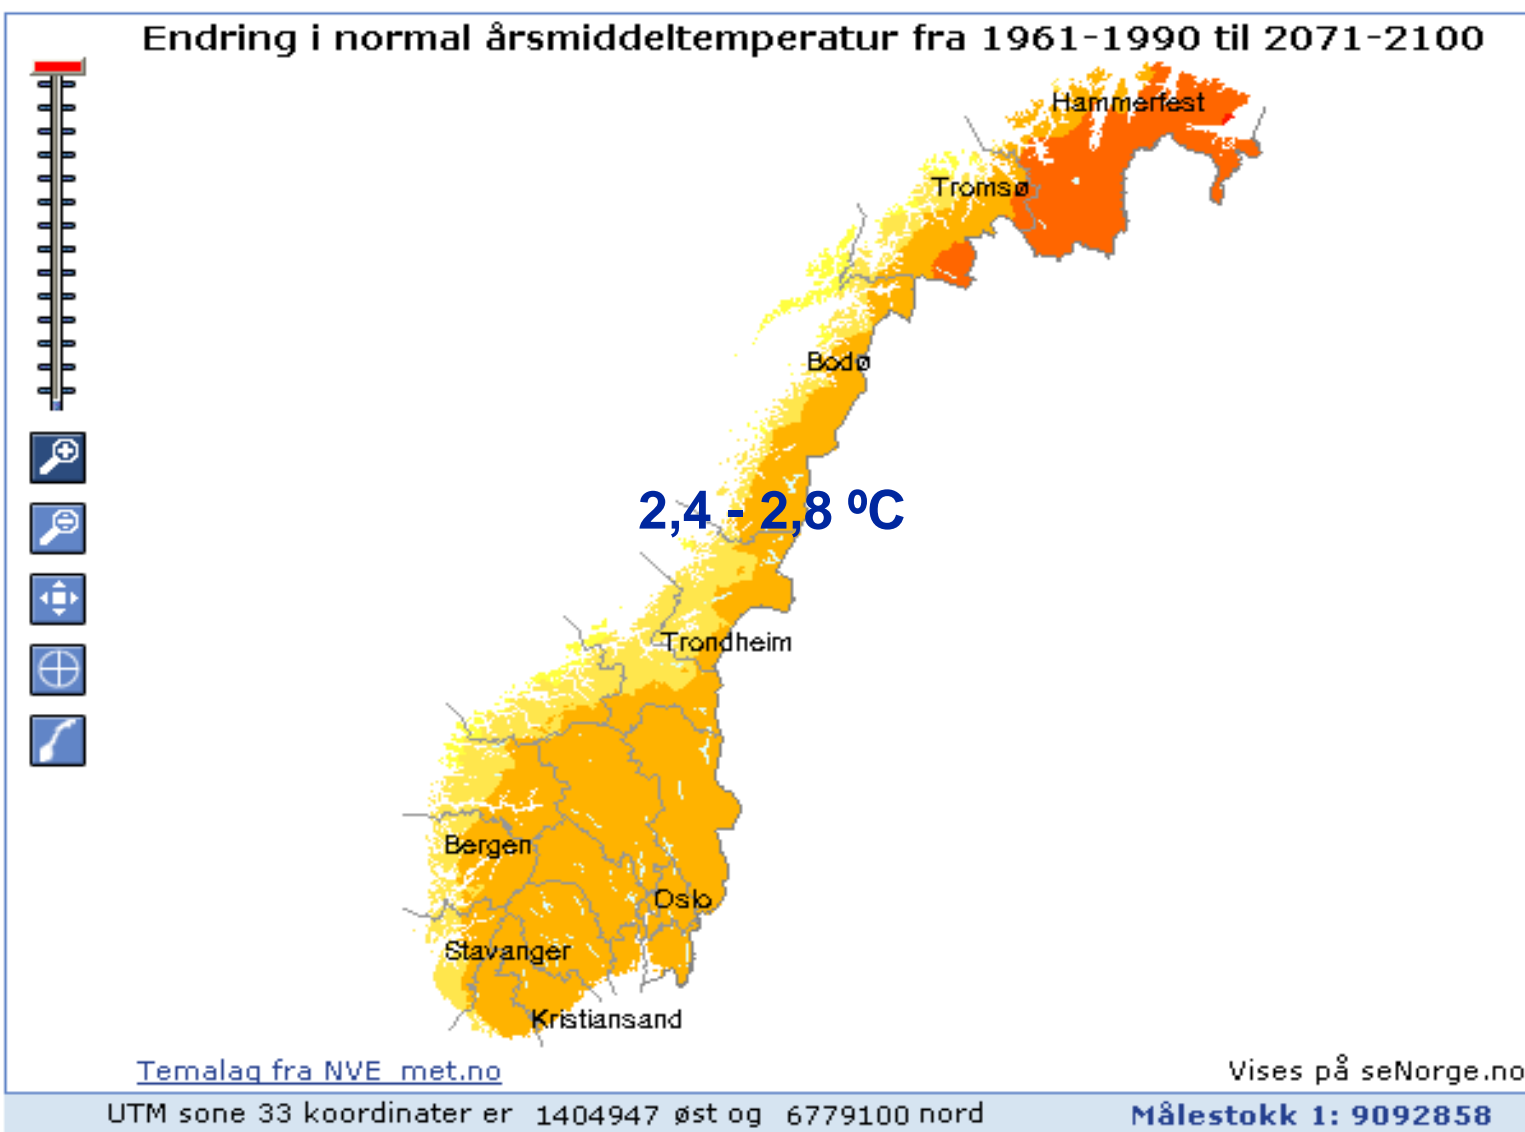 Endring i normal årsmiddeltemperatur fra 1961-1990 til 2071-2100
Hammerfest
Tromsø
Bodø
2,4 - 2,8 ºC
Trondheim
Bergen
Oslo
Stavanger
Kristiansand
Temalag fra NVE met.no
Vises på seNorge.no
UTM sone 33 koordinater er 1404947 øst og 6779100 nord Målestokk 1: 9092858